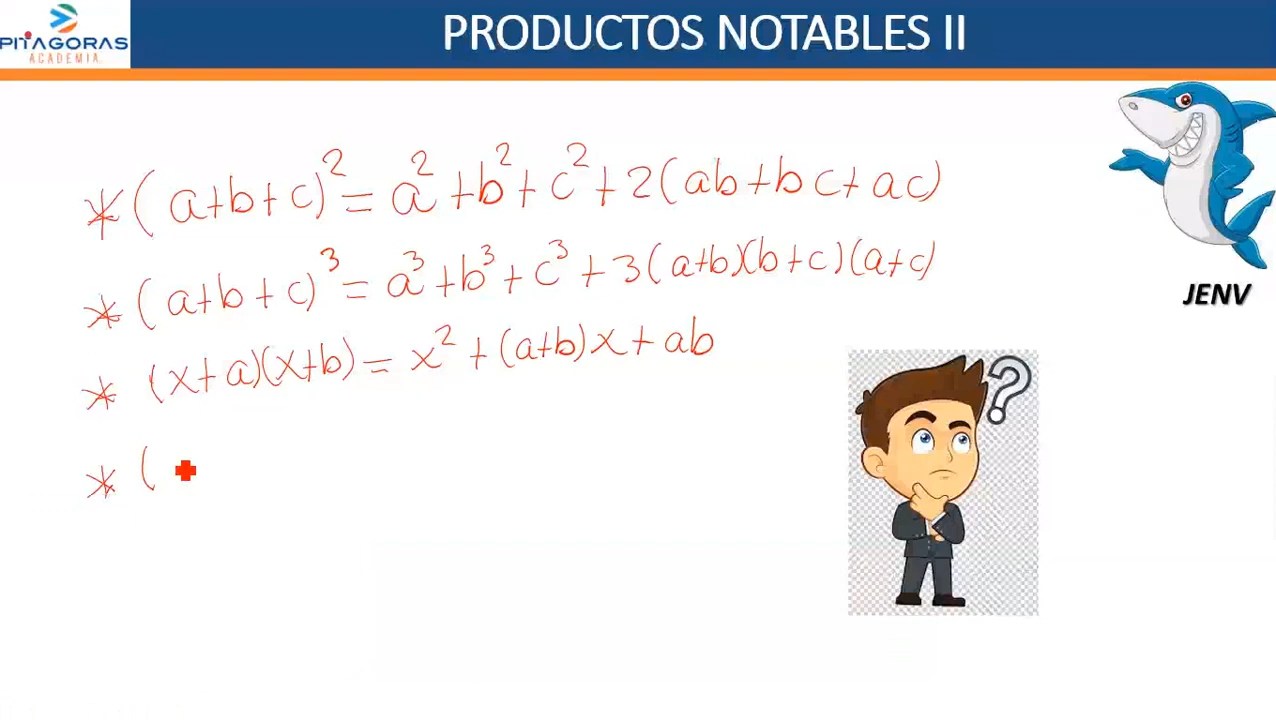 PITAGORAS
ACADEMIA
PRODUCTOS NOTABLES II
* (a+b+c)² = a² + b² + c² + 2(ab+bc+ac)
JENV
* (a+b+c)³ = a³ + b³ + c³ + 3(a+b)(b+c)(a+c)
* (x+a)(x+b) = x² + (a+b)x + ab
?
* (